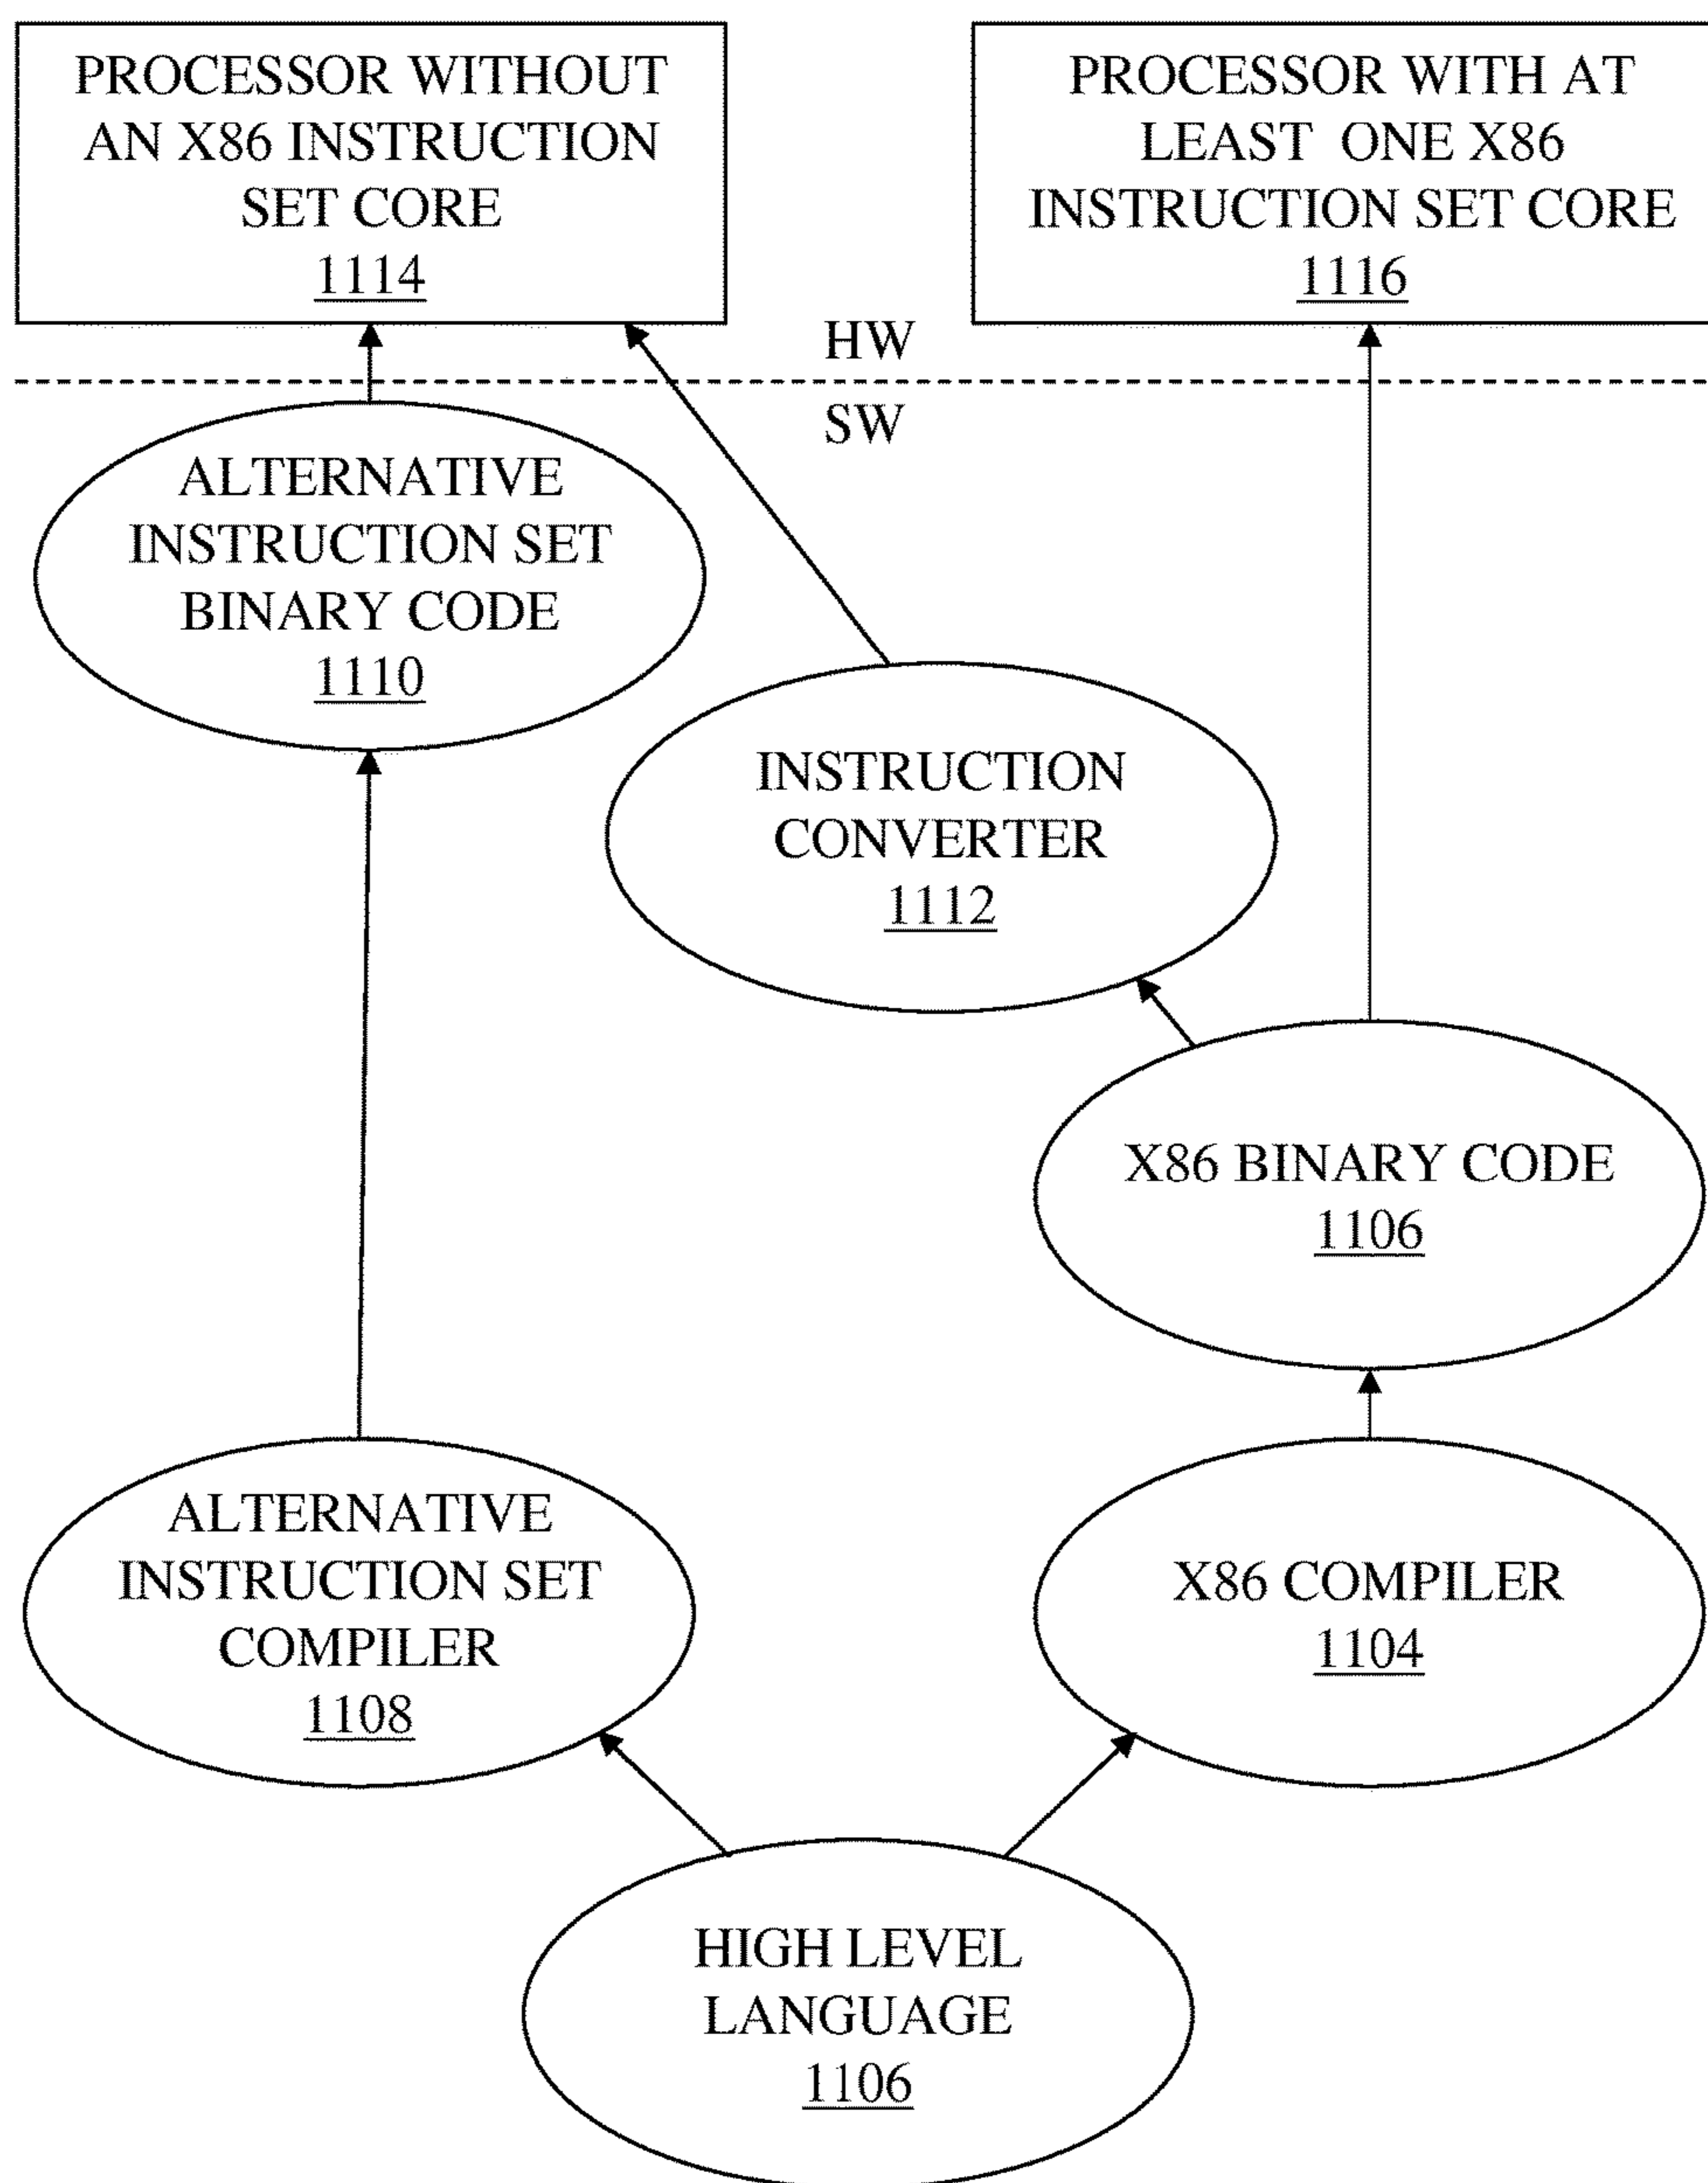 PROCESSOR WITHOUT
AN X86 INSTRUCTION
SET CORE
1114
PROCESSOR WITH AT
LEAST ONE X86
INSTRUCTION SET CORE
1116
HW
SW
ALTERNATIVE
INSTRUCTION SET
BINARY CODE
1110
INSTRUCTION
CONVERTER
1112
X86 BINARY CODE
1106
ALTERNATIVE
INSTRUCTION SET
COMPILER
1108
X86 COMPILER
1104
HIGH LEVEL
LANGUAGE
1106